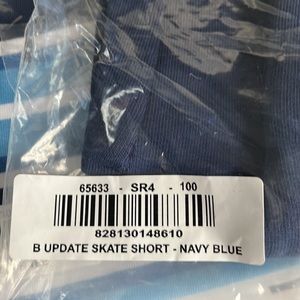 65633 - SR4 - 100
828130148610
B UPDATE SKATE SHORT - NAVY BLUE